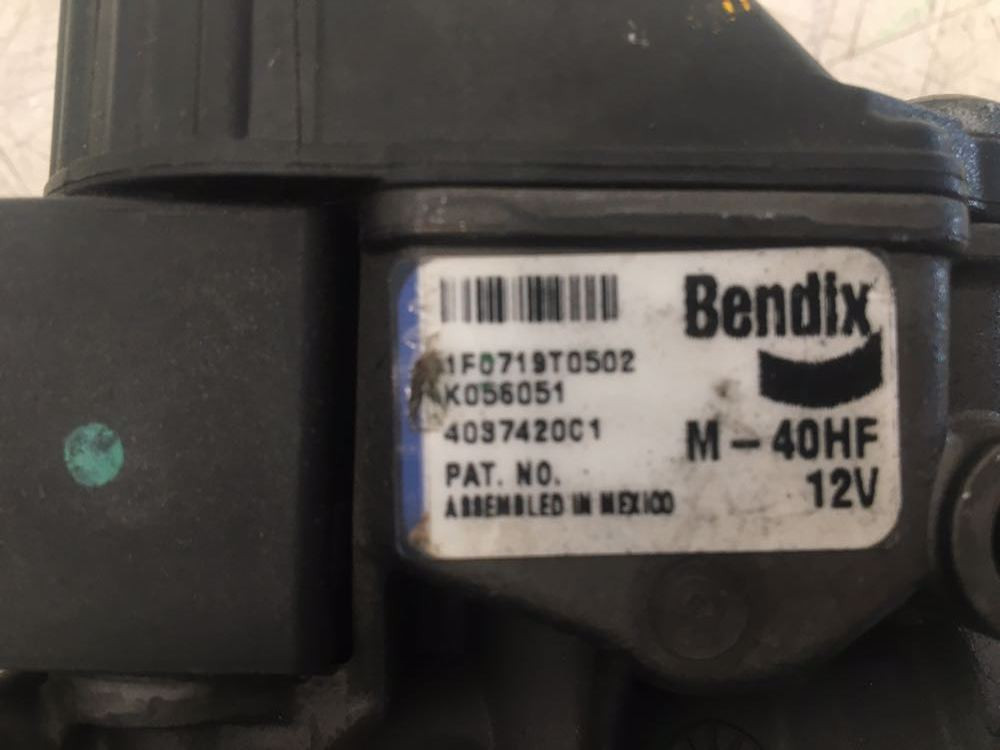 Bendix
1F0719T0502
K056051
4037420C1
M-40HF
PAT. NO.
12V
ASSEMBLED IN MEXICO